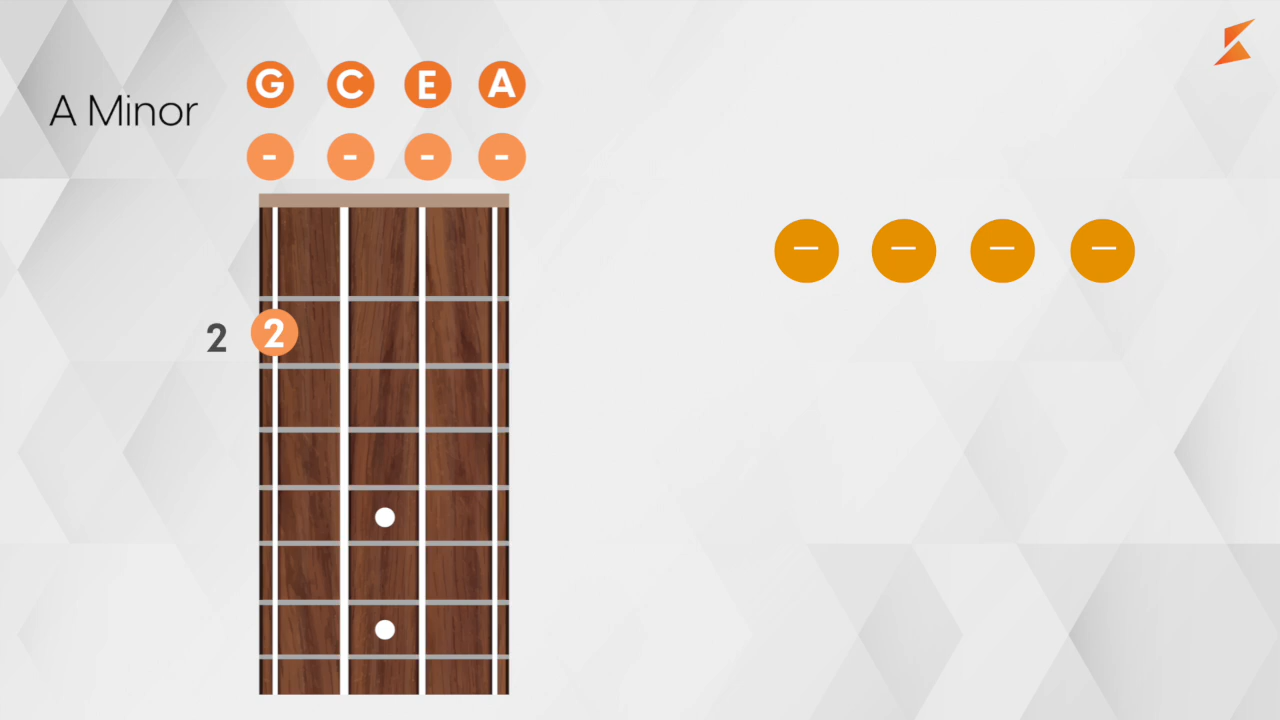 A Minor
G C E A
- - - -
2 2
— — — —